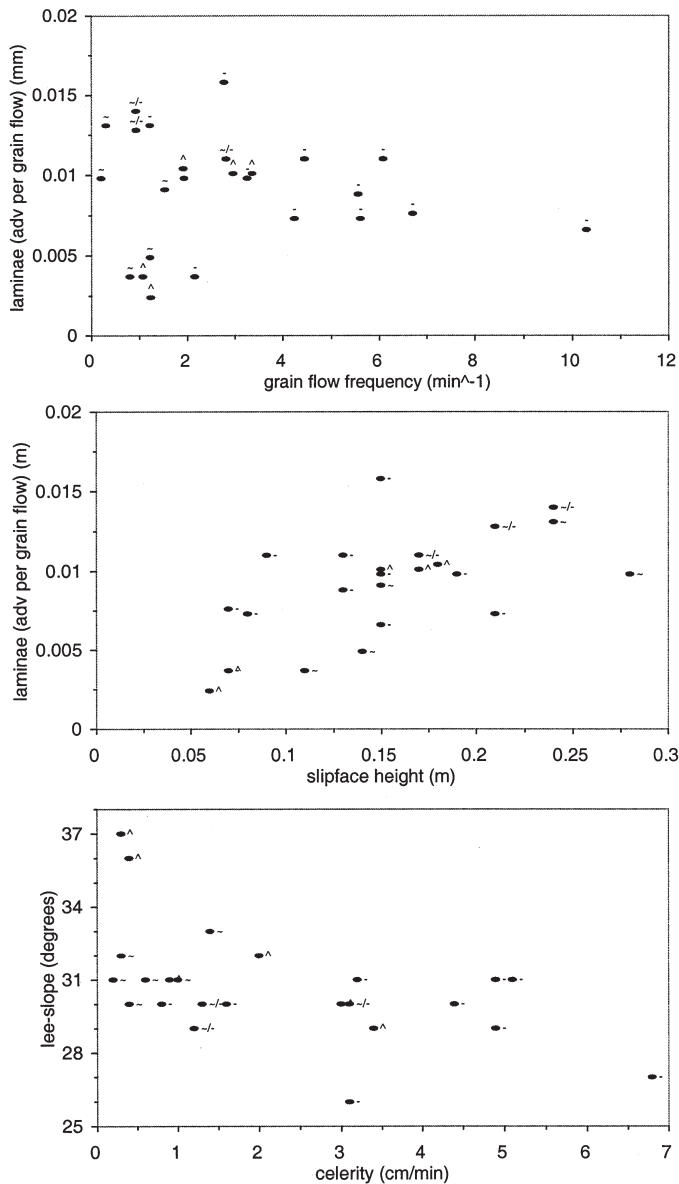 0.02
0.015
0.01
0.005
0
laminae (adv per grain flow) (mm)
- ~/- ~ ~/- - ^ ~/- ^ - ^ - - ~ ~ - - - - - ~ ~ ^ - ^
0 2 4 6 8 10 12
grain flow frequency (min^-1)
0.02
0.015
0.01
0.005
0
laminae (adv per grain flow) (m)
- ~/- ~ ~/- - - ~/- ^ ^ ^ - - ~ ~ - - - - - ~ ^ ~ ^
0 0.05 0.1 0.15 0.2 0.25 0.3
slipface height (m)
37
34
31
28
25
lee-slope (degrees)
^ ^ ~ ~ ^ ~ ~ ~ - - - ~ - ~/- - ~/- - ~/- ^ - - -
0 1 2 3 4 5 6 7
celerity (cm/min)